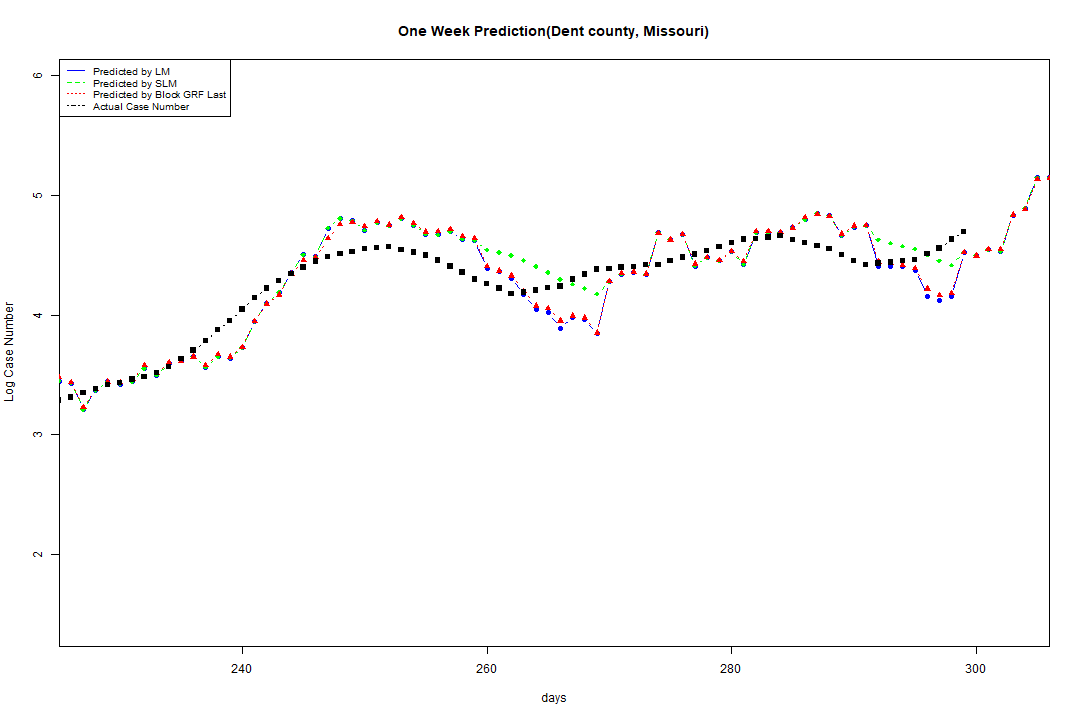 One Week Prediction(Dent county, Missouri)
Predicted by LM
Predicted by SLM
Predicted by Block GRF Last
Actual Case Number
6
5
4
3
2
Log Case Number
240
260
280
300
days